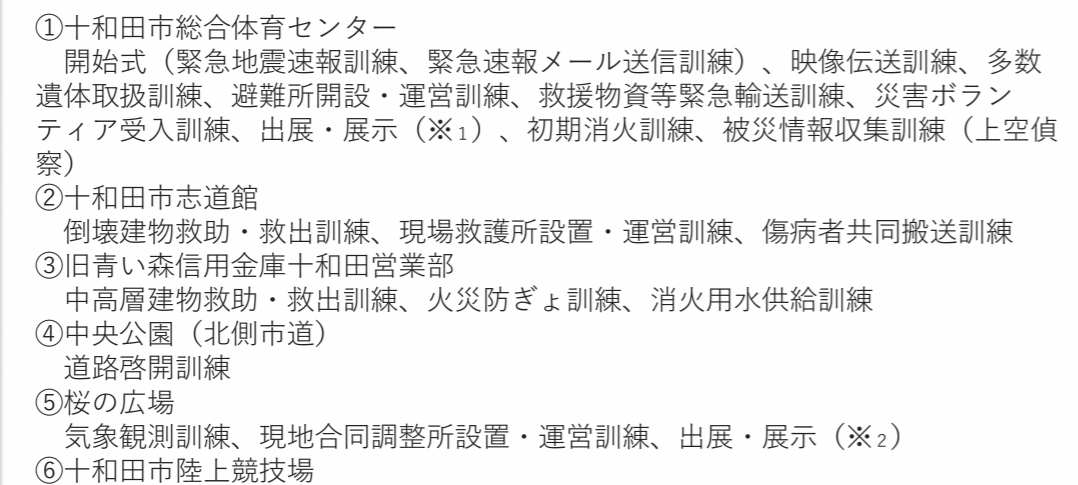 ①十和田市総合体育センター
開始式（緊急地震速報訓練、緊急速報メール送信訓練）、映像伝送訓練、多数
遺体取扱訓練、避難所開設・運営訓練、救援物資等緊急輸送訓練、災害ボラン
ティア受入訓練、出展・展示（※1）、初期消火訓練、被災情報収集訓練（上空偵
察）
②十和田市志道館
倒壊建物救助・救出訓練、現場救護所設置・運営訓練、傷病者共同搬送訓練
③旧青い森信用金庫十和田営業部
中高層建物救助・救出訓練、火災防ぎょ訓練、消火用水供給訓練
④中央公園（北側市道）
道路啓開訓練
⑤桜の広場
気象観測訓練、現地合同調整所設置・運営訓練、出展・展示（※2）
⑥十和田市陸上競技場